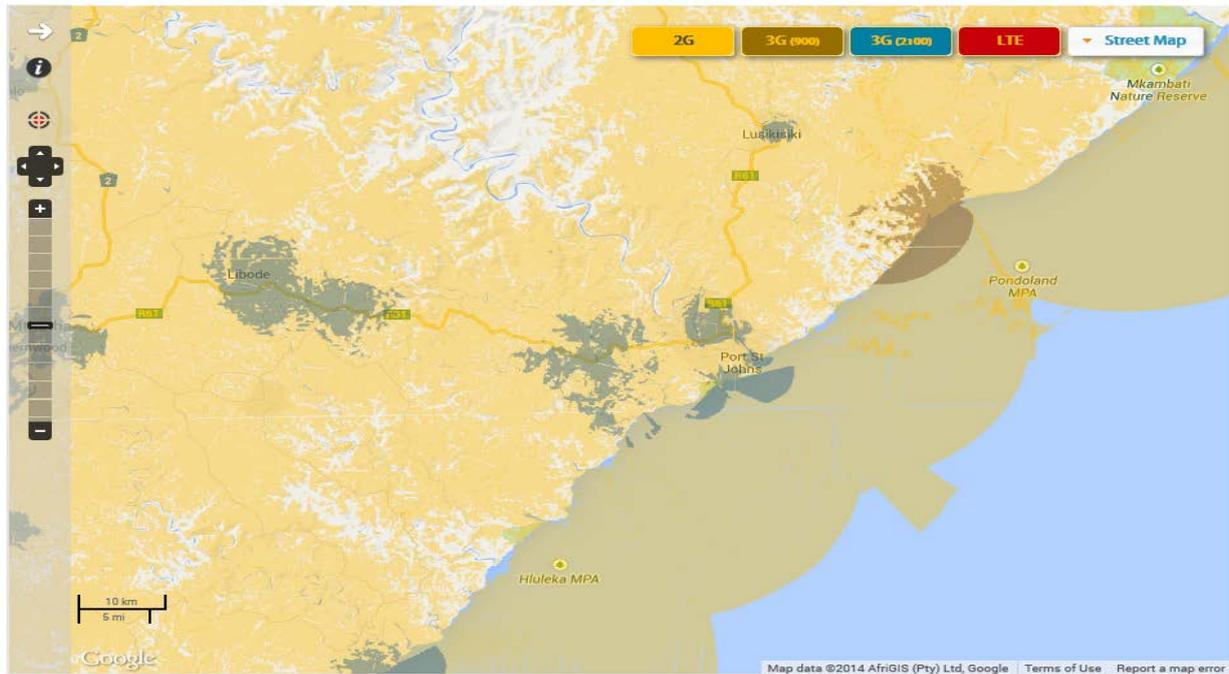 2
2G
3G (900)
3G (2100)
LTE
Street Map
i
Mkambati
Nature Reserve
Lusikisiki
2
R61
Libode
Pondoland
MPA
R61
R61
R61
Port St
Johns
+
−
Hluleka MPA
10 km
5 mi
Google
Map data ©2014 AfriGIS (Pty) Ltd, Google
Terms of Use
Report a map error